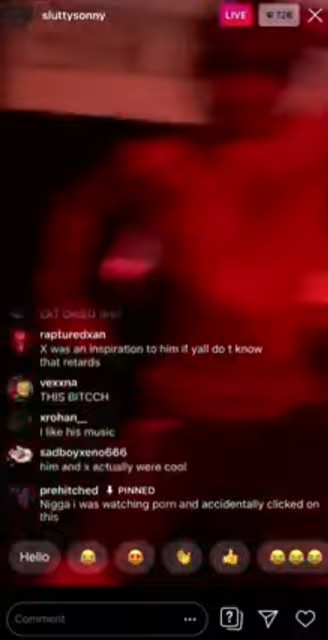 sluttysonny
LIVE
rapturedxan
X was an inspiration to him if yall do t know
that retards
vexxna
THIS BITCCH
xrohan__
I like his music
sadboyxeno666
him and x actually were cool
prehitched PINNED
Nigga i was watching porn and accidentally clicked on
this
Hello
Comment